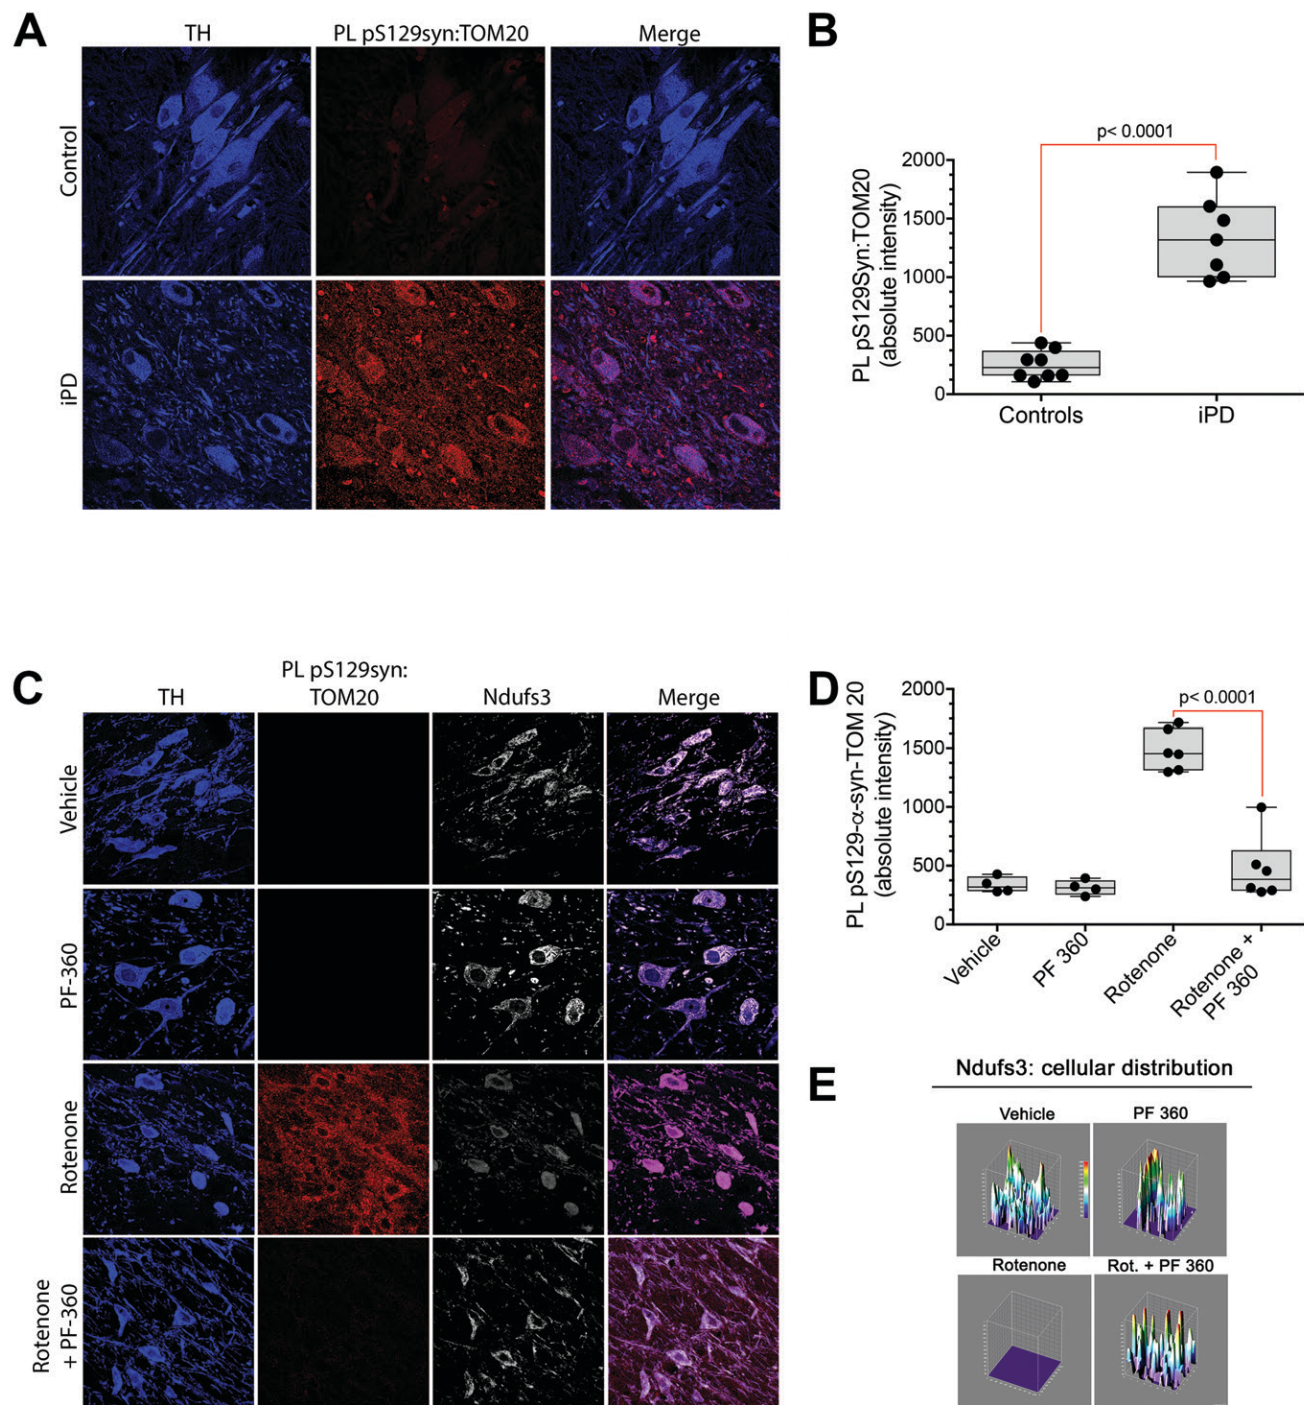 A
TH
PL pS129syn:TOM20
Merge
Control
iPD
B
p< 0.0001
PL pS129Syn:TOM20
(absolute intensity)
2000
1500
1000
500
0
Controls
iPD
C
TH
PL pS129syn:
TOM20
Ndufs3
Merge
Vehicle
PF-360
Rotenone
Rotenone
+ PF-360
D
p< 0.0001
PL pS129-α-syn-TOM 20
(absolute intensity)
2000
1500
1000
500
0
Vehicle
PF 360
Rotenone
Rotenone +
PF 360
E
Ndufs3: cellular distribution
Vehicle
PF 360
Rotenone
Rot. + PF 360